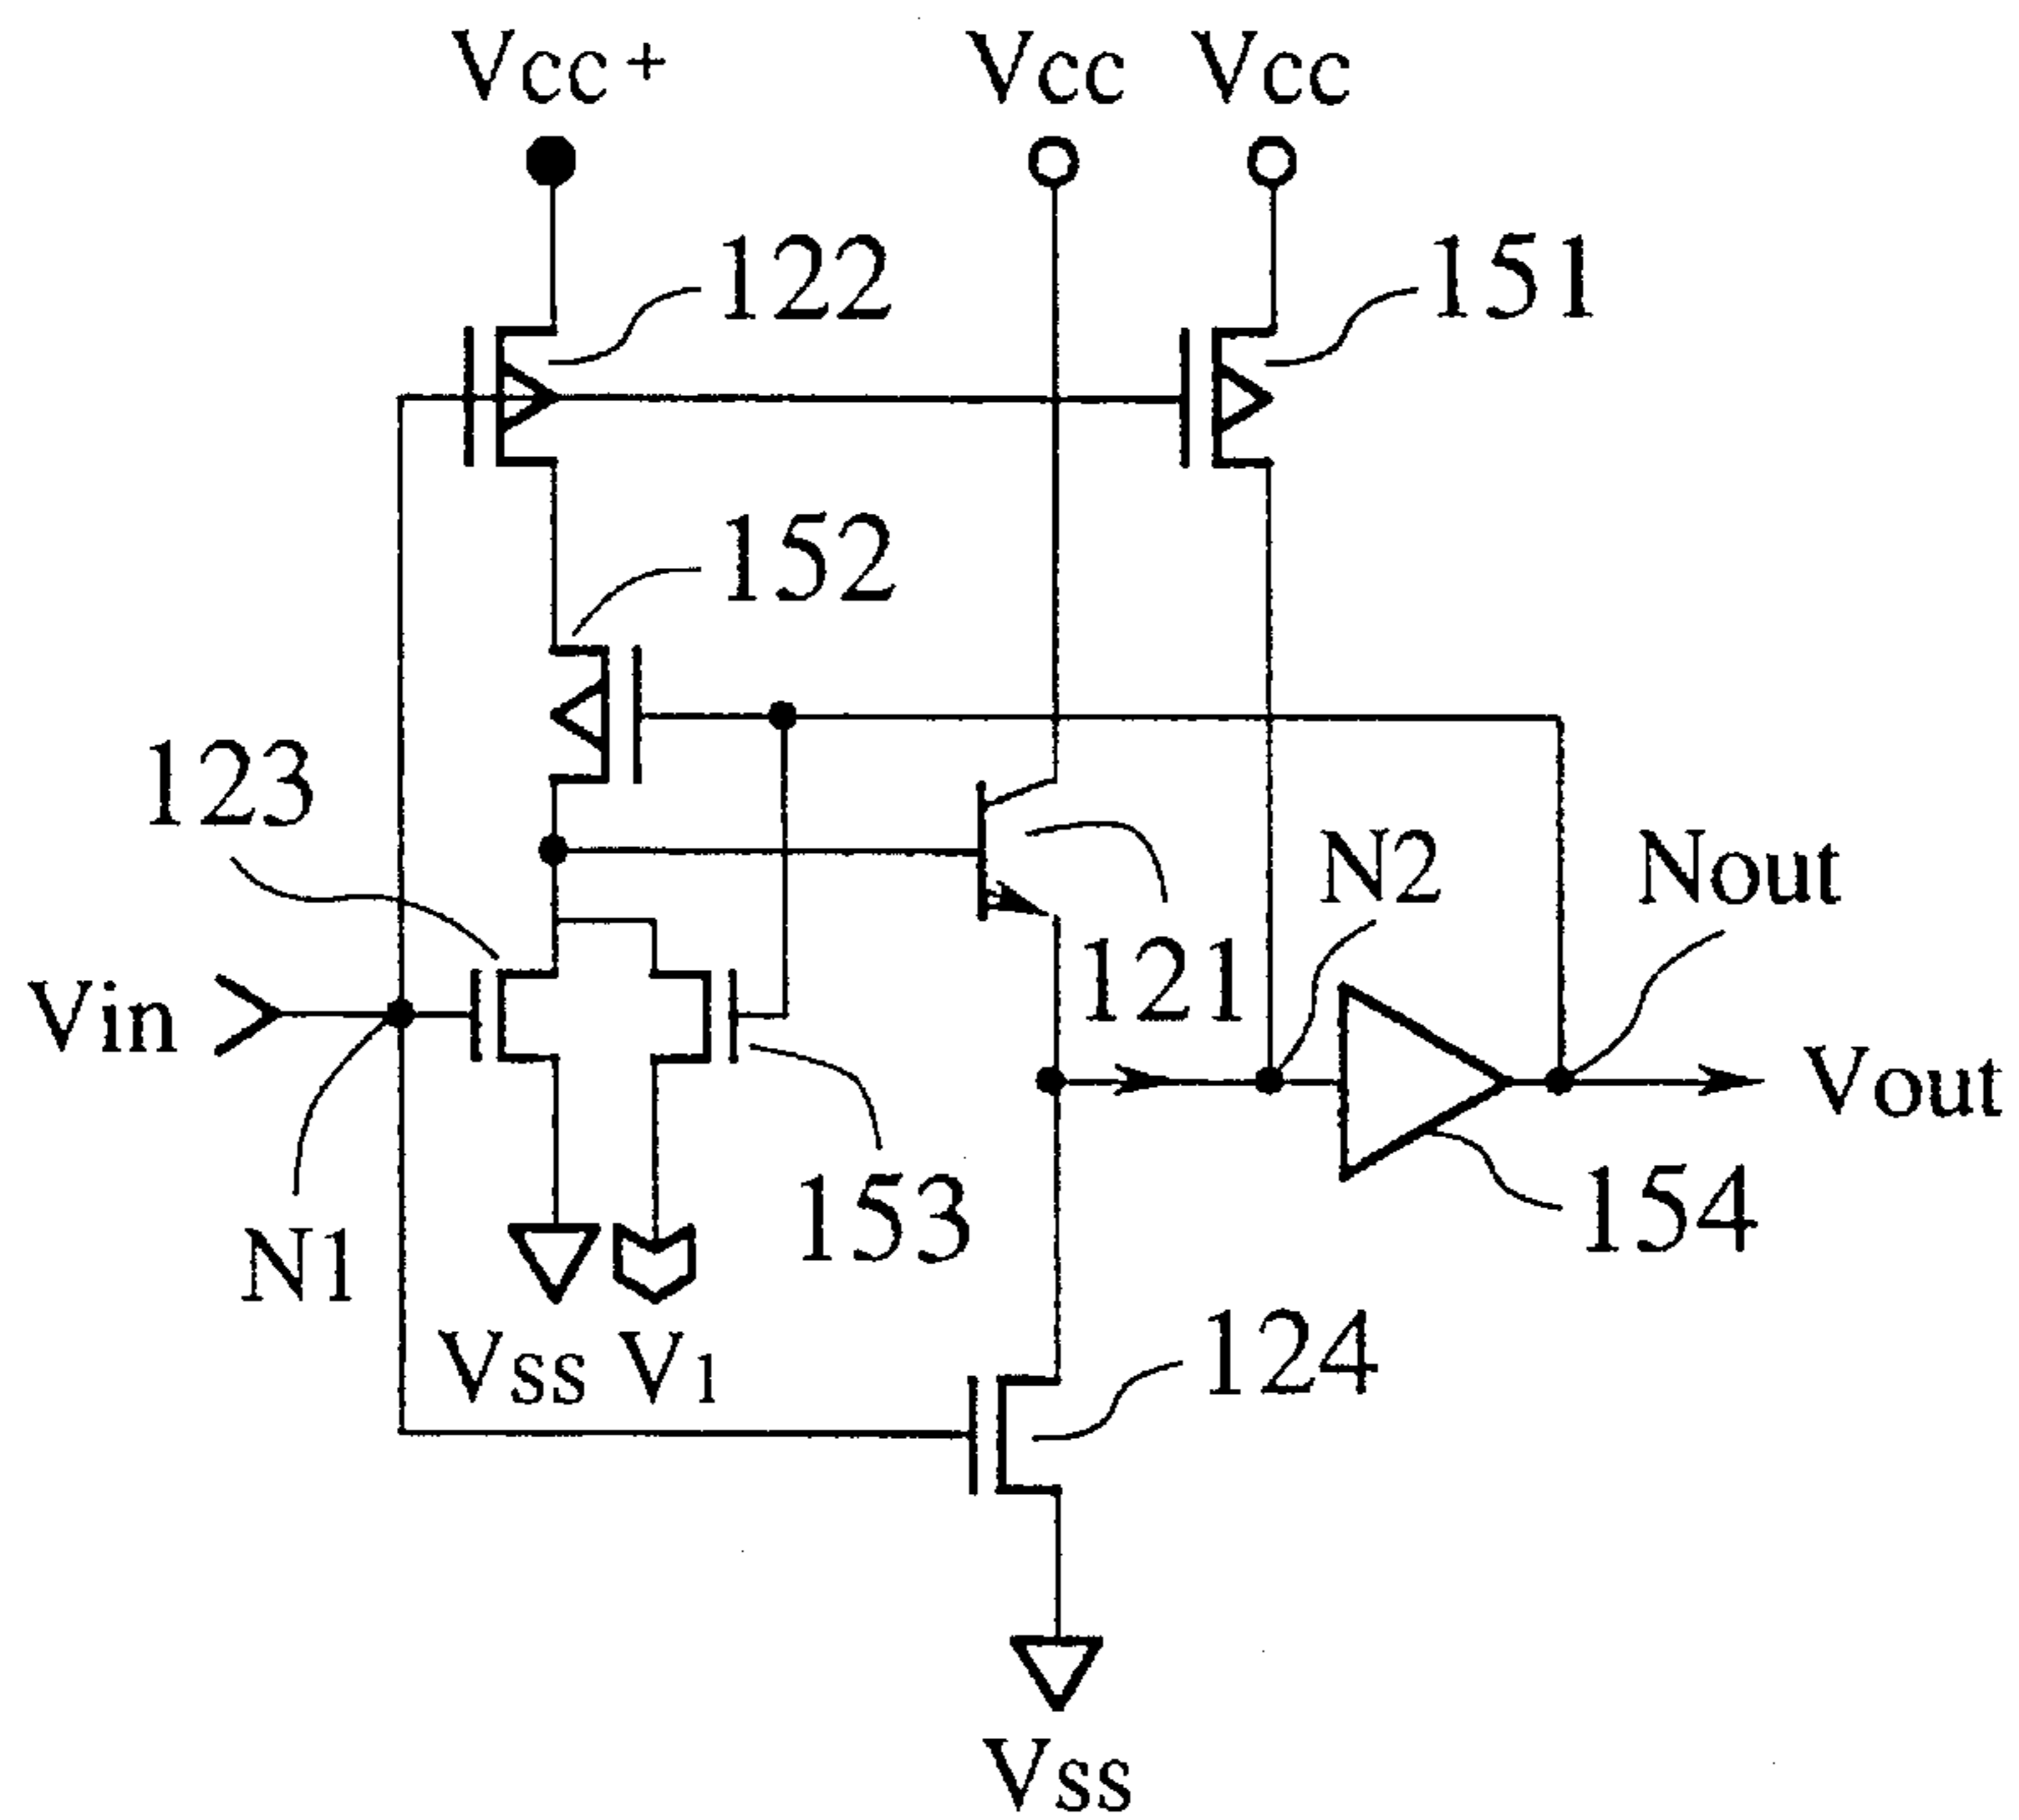 Vcc+ Vcc Vcc
122 151
152
123
N2 Nout
121
Vin
Vout
153 154
N1
Vss V1
124
Vss